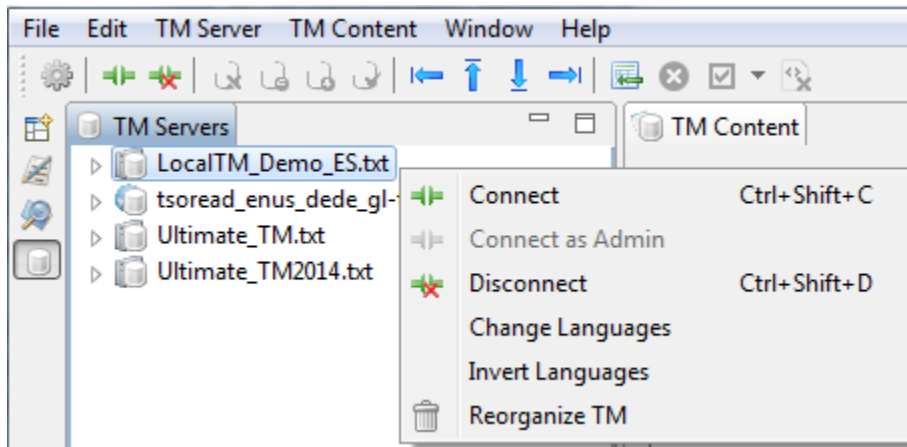 File Edit TM Server TM Content Window Help
TM Servers
TM Content
LocalTM_Demo_ES.txt
tsoread_enus_dede_gl-
Ultimate_TM.txt
Ultimate_TM2014.txt
Connect Ctrl+Shift+C
Connect as Admin
Disconnect Ctrl+Shift+D
Change Languages
Invert Languages
Reorganize TM